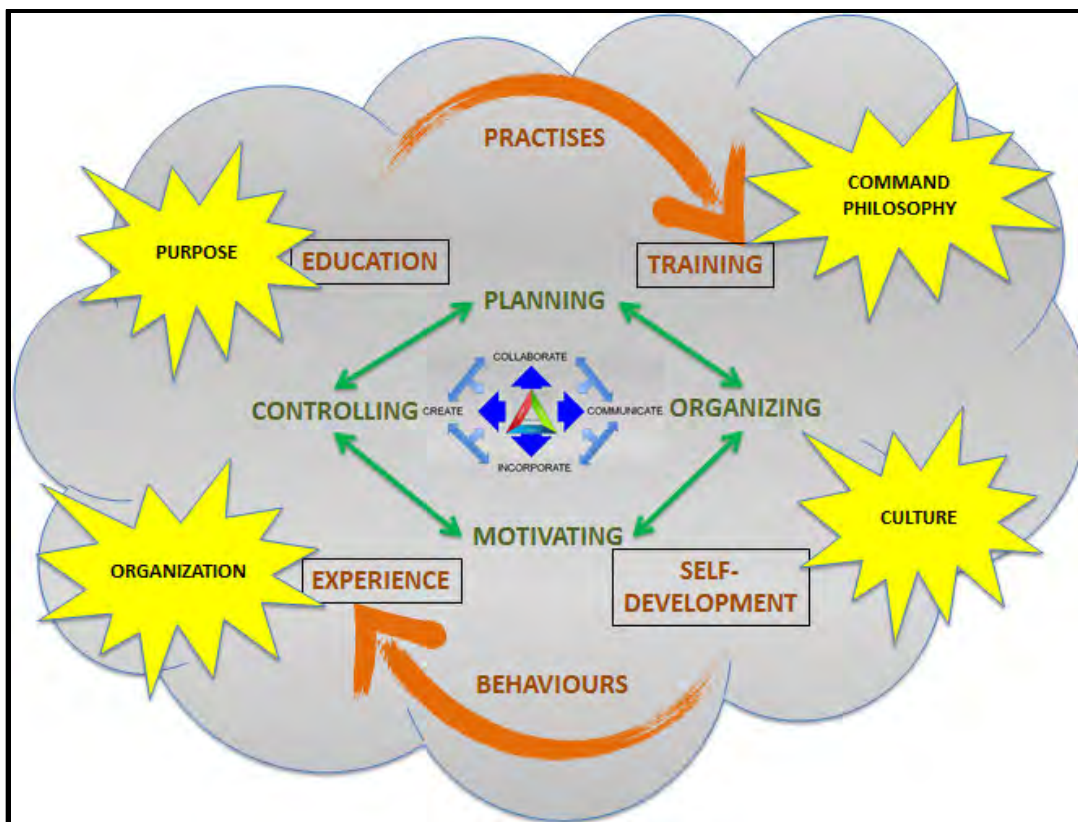 PRACTISES
COMMAND
PHILOSOPHY
PURPOSE
EDUCATION
TRAINING
PLANNING
COLLABORATE
CONTROLLING
CREATE
COMMUNICATE
ORGANIZING
INCORPORATE
CULTURE
MOTIVATING
ORGANIZATION
EXPERIENCE
SELF-
DEVELOPMENT
BEHAVIOURS